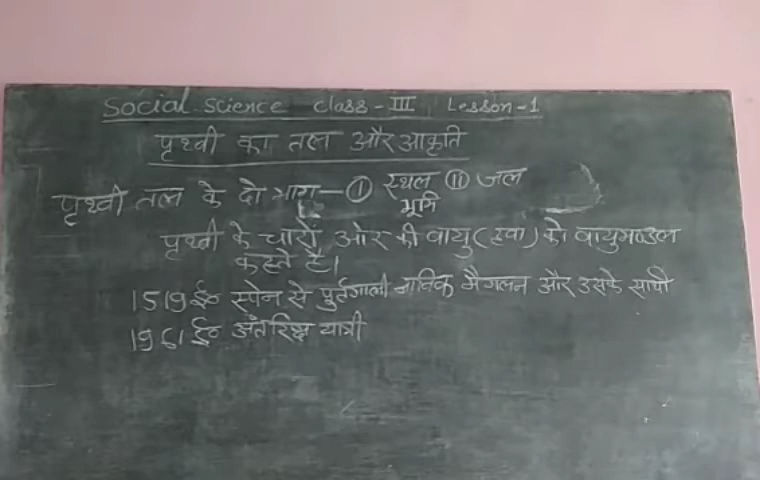 Social Science Class - III Lesson - 1
पृथ्वी का तल और आकृति
पृथ्वी तल के दो भाग — (i) स्थल (ii) जल
भूमि
पृथ्वी के चारों ओर की वायु (हवा) को वायुमण्डल
कहते है।
1519 ई० स्पेन से पुर्तगाली नाविक मैगलन और उसके साथी
1961 ई० अंतरिक्ष यात्री